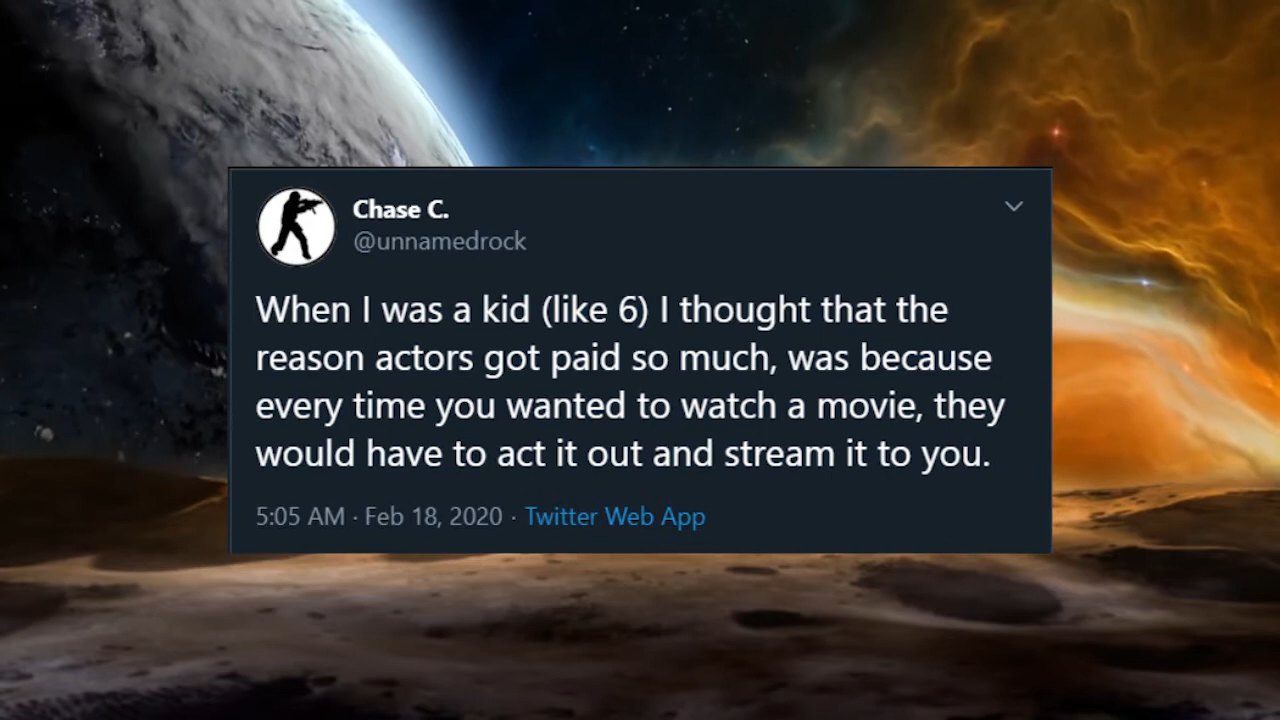 Chase C.
@unnamedrock
When I was a kid (like 6) I thought that the
reason actors got paid so much, was because
every time you wanted to watch a movie, they
would have to act it out and stream it to you.
5:05 AM · Feb 18, 2020 · Twitter Web App